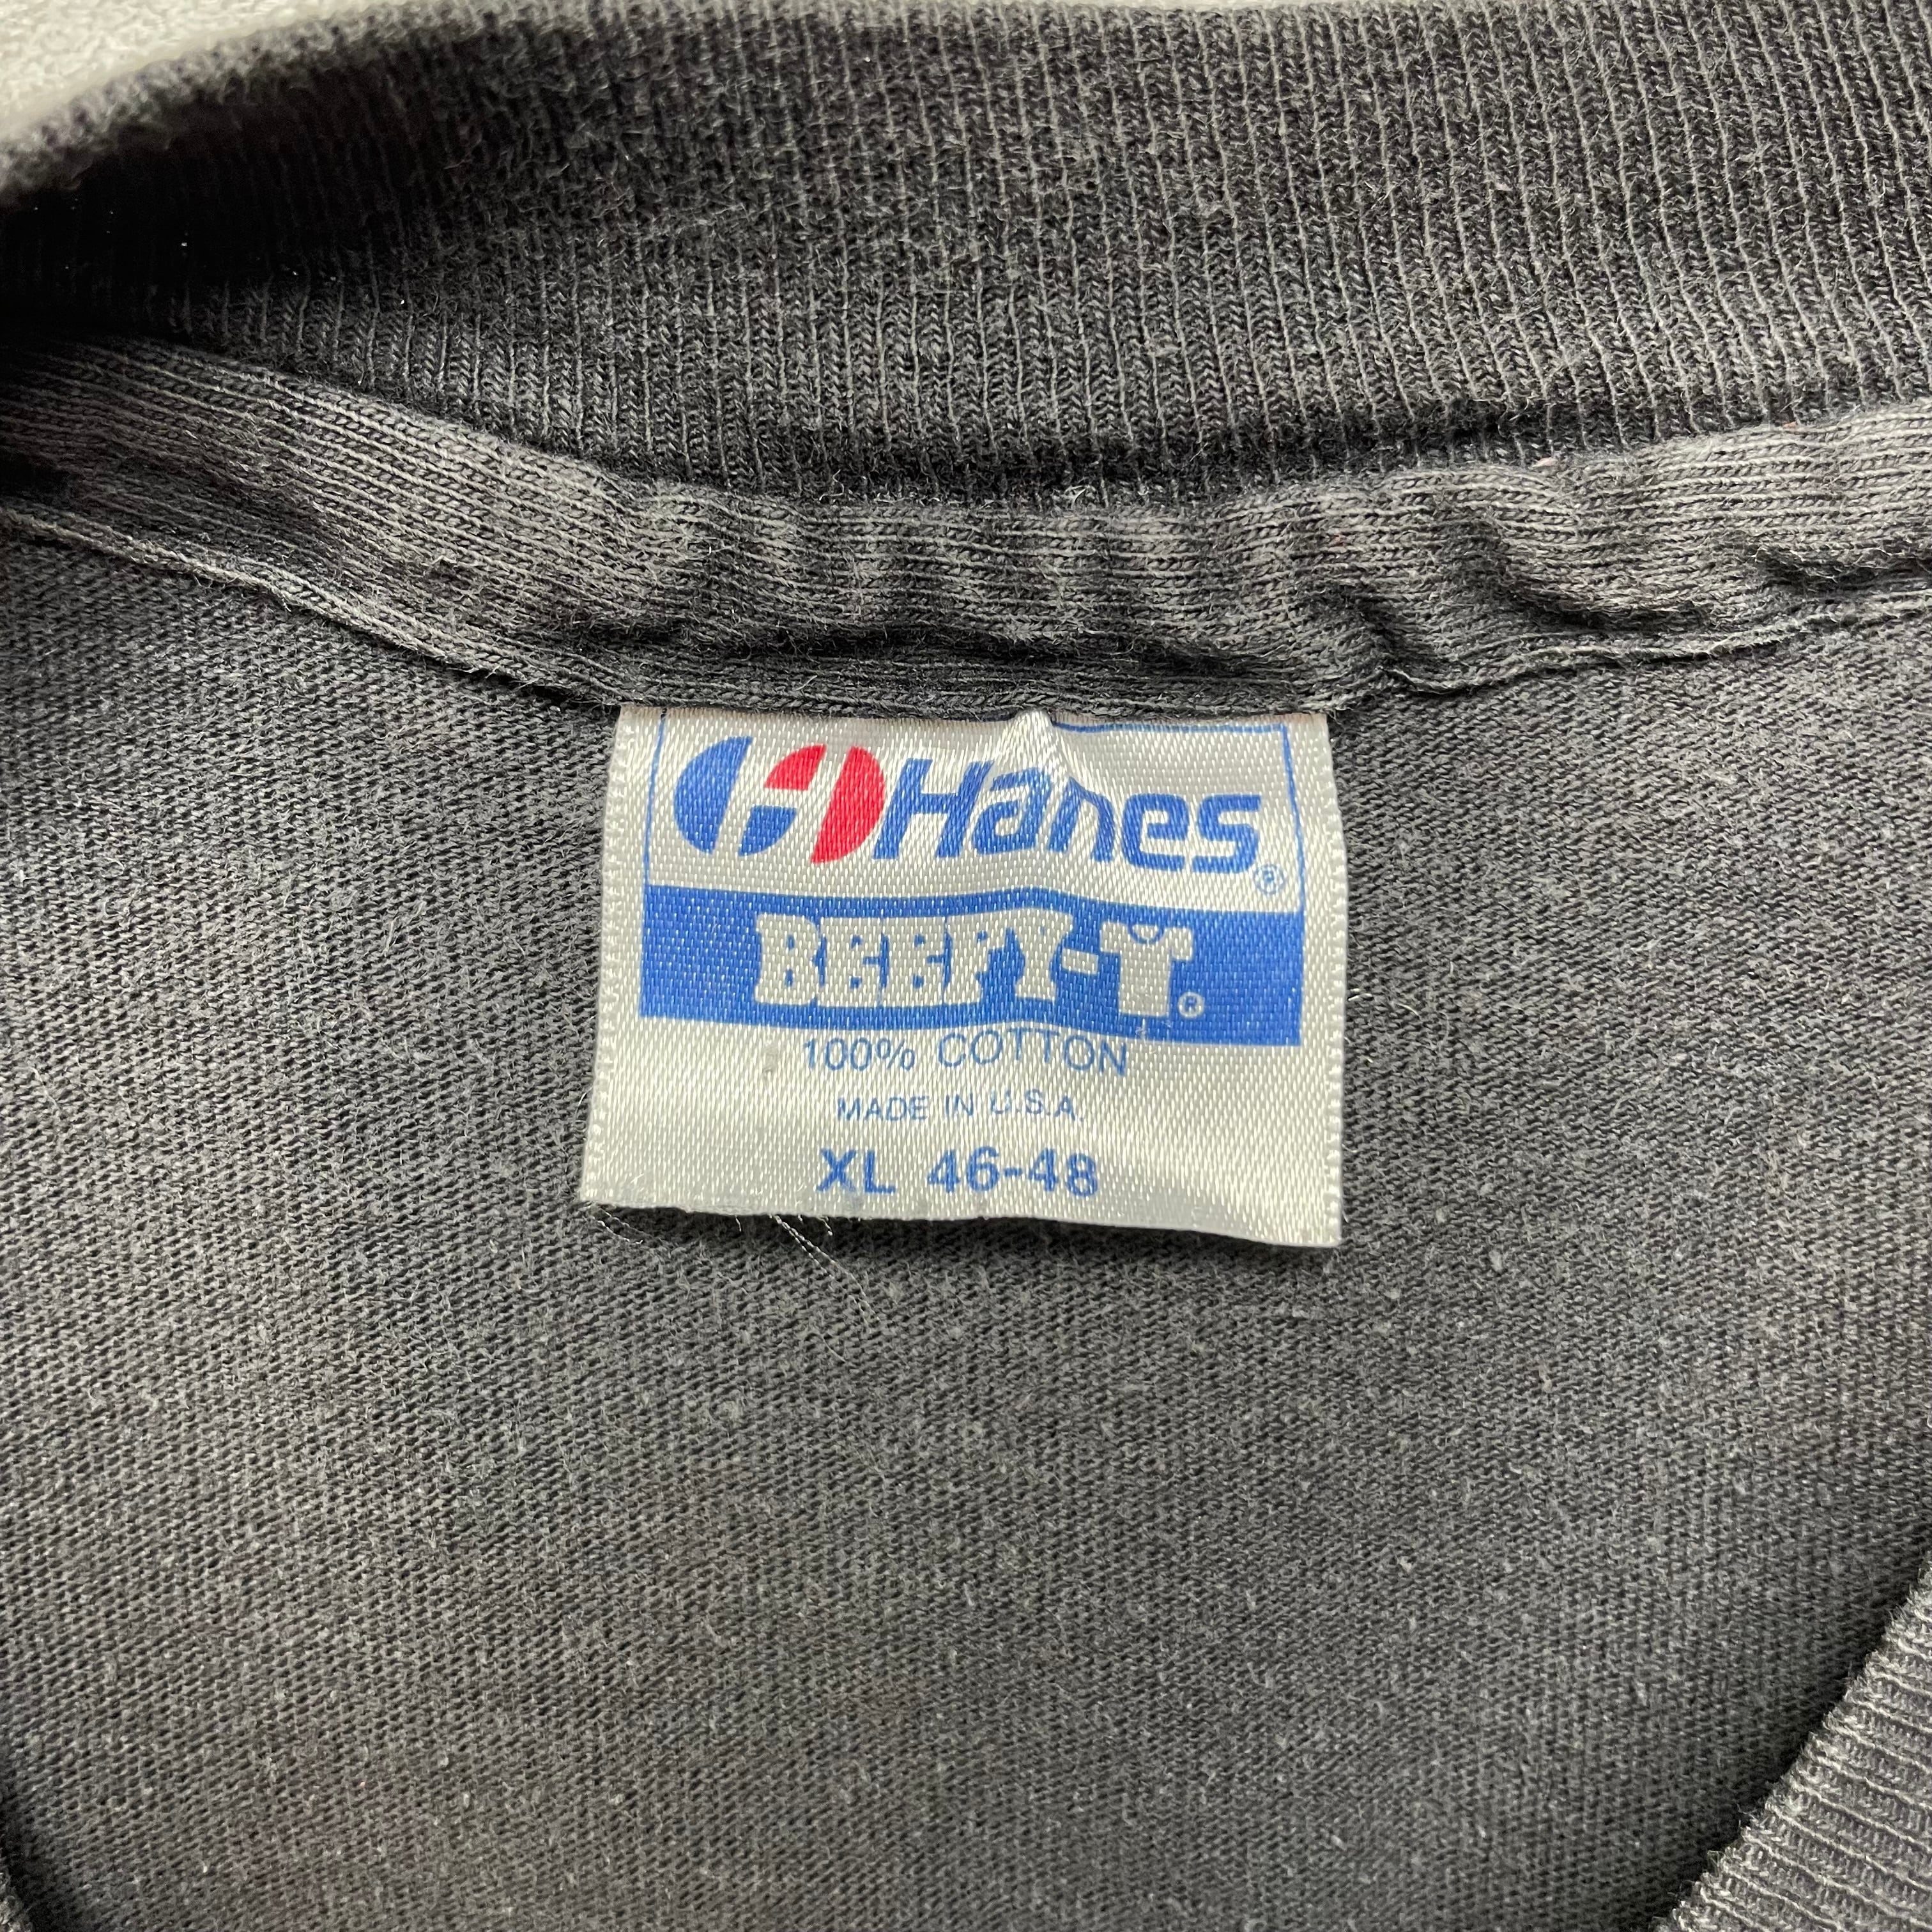 Hanes®
BEEFY-T®
100% COTTON
MADE IN U.S.A.
XL 46-48